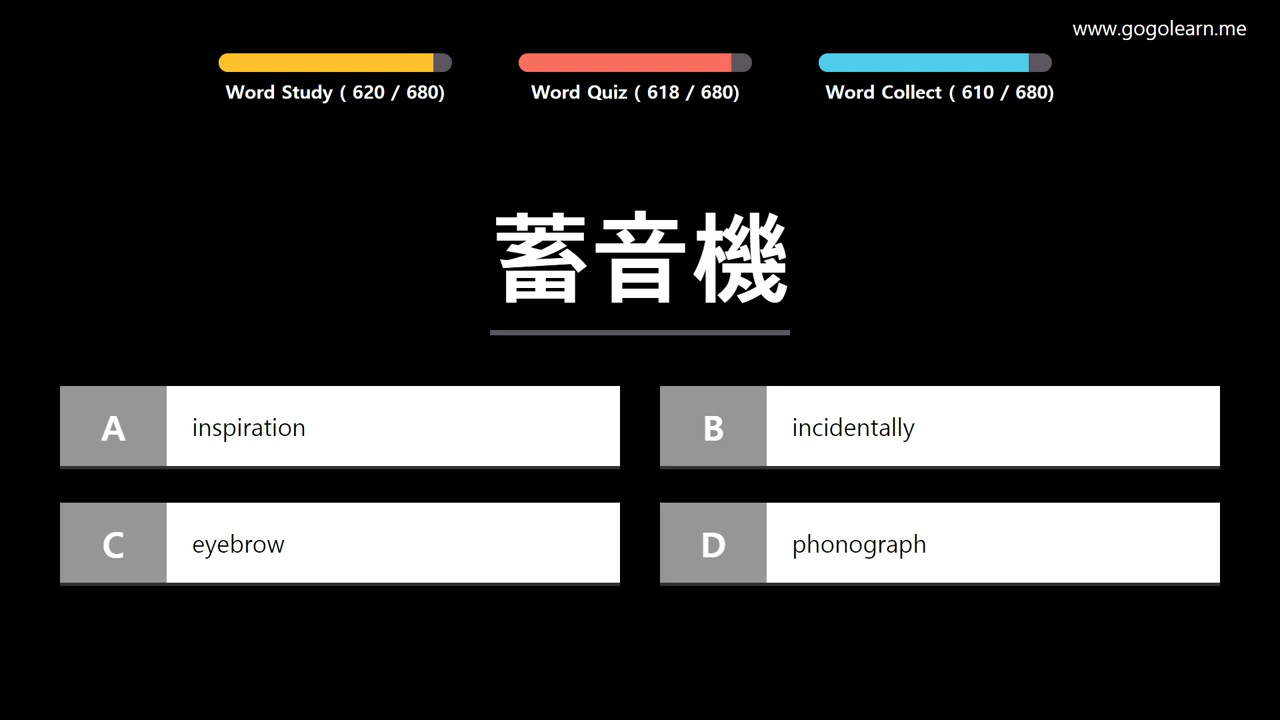 www.gogolearn.me
Word Study ( 620 / 680)
Word Quiz ( 618 / 680)
Word Collect ( 610 / 680)
蓄音機
A inspiration
B incidentally
C eyebrow
D phonograph